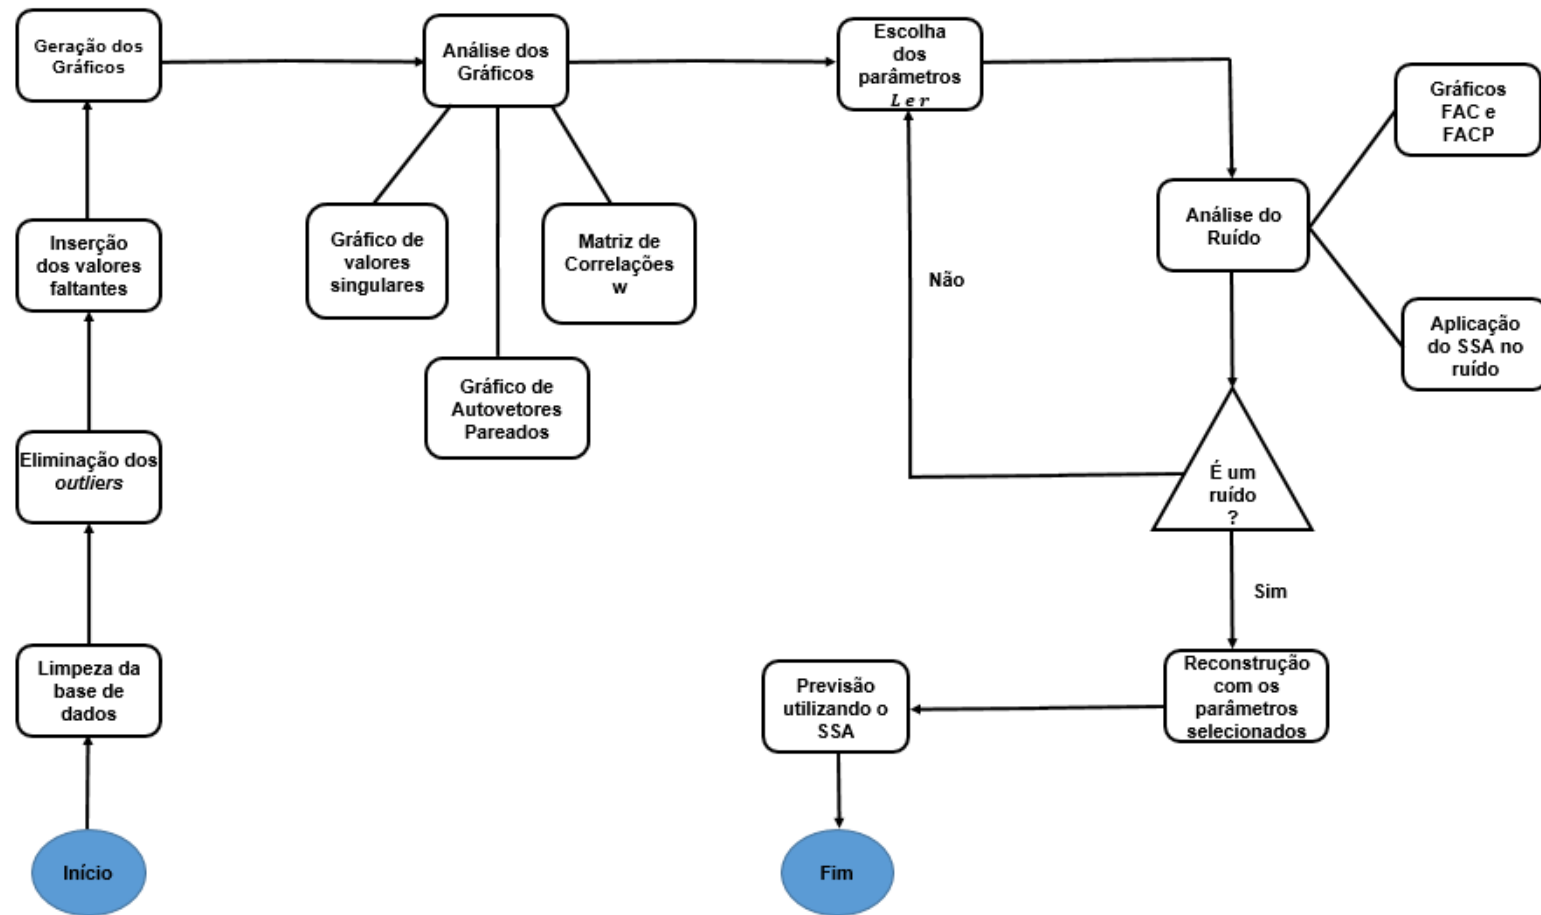 Geração dos
Gráficos
Análise dos
Gráficos
Escolha
dos
parâmetros
L e r
Gráficos
FAC e
FACP
Inserção
dos valores
faltantes
Gráfico de
valores
singulares
Matriz de
Correlações
w
Análise do
Ruído
Não
Aplicação
do SSA no
ruído
Gráfico de
Autovetores
Pareados
Eliminação dos
outliers
É um
ruído
?
Sim
Limpeza da
base de
dados
Previsão
utilizando o
SSA
Reconstrução
com os
parâmetros
selecionados
Início
Fim